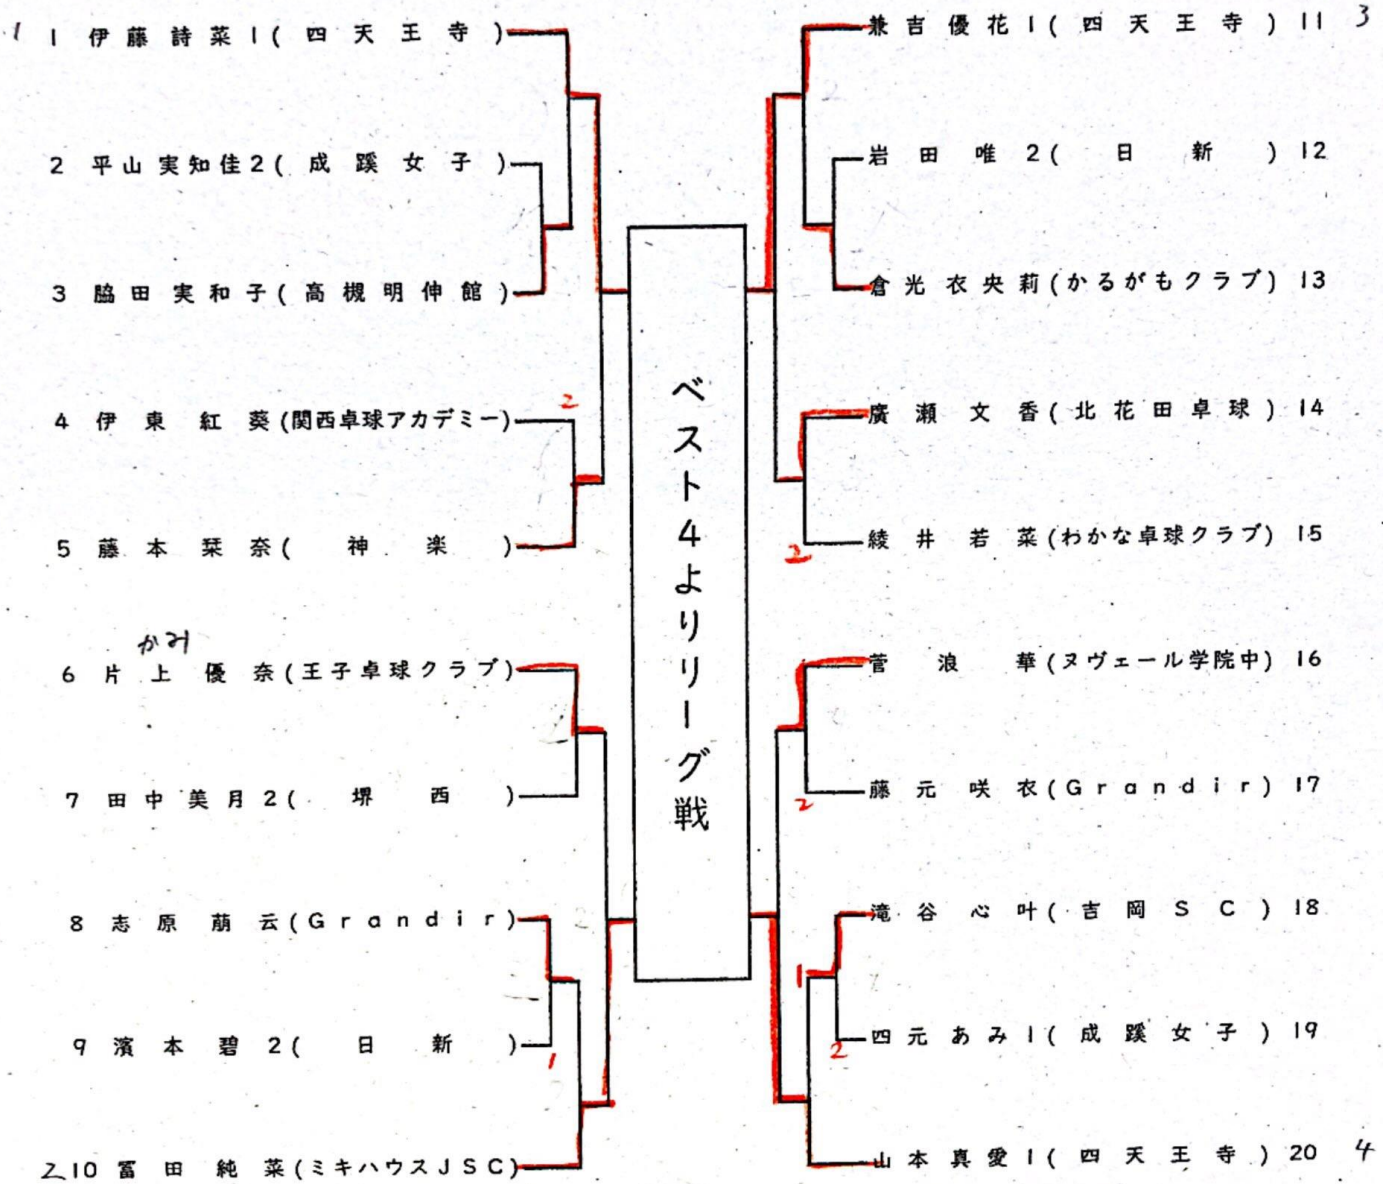 1
1 伊藤詩菜1(四天王寺)
2 平山実知佳2(成蹊女子)
3 脇田実和子(高槻明伸館)
2
4 伊東紅葵(関西卓球アカデミー)
5 藤本栞奈(神楽)
かみ
6 片上優奈(王子卓球クラブ)
7 田中美月2(堺西)
8 志原萠云(Grandir)
9 濱本碧2(日新)
1
2
10 冨田純菜(ミキハウスJSC)
ベスト4よりリーグ戦
兼吉優花1(四天王寺) 11
3
岩田唯2(日新) 12
倉光衣央莉(かるがもクラブ) 13
廣瀬文香(北花田卓球) 14
綾井若菜(わかな卓球クラブ) 15
2
菅浪華(ヌヴェール学院中) 16
藤元咲衣(Grandir) 17
2
滝谷心叶(吉岡SC) 18
1
四元あみ1(成蹊女子) 19
2
山本真愛1(四天王寺) 20
4